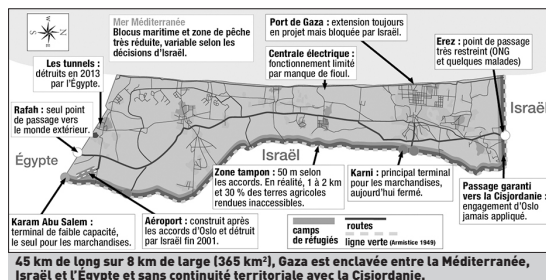 Mer Méditerranée
Blocus maritime et zone de pêche
très réduite, variable selon les
décisions d'Israël.
Port de Gaza : extension toujours
en projet mais bloquée par Israël.
Erez : point de passage
très restreint (ONG
et quelques malades)
Les tunnels :
détruits en 2013
par l'Égypte.
Centrale électrique :
fonctionnement limité
par manque de fioul.
Rafah : seul point
de passage vers
le monde extérieur.
Israël
Égypte
Israël
Zone tampon : 50 m selon
les accords. En réalité, 1 à 2 km
et 30 % des terres agricoles
rendues inaccessibles.
Karni : principal terminal
pour les marchandises,
aujourd'hui fermé.
Passage garanti
vers la Cisjordanie :
engagement d'Oslo
jamais appliqué.
Karam Abu Salem :
terminal de faible capacité,
le seul pour les marchandises.
Aéroport : construit après
les accords d'Oslo et détruit
par Israël fin 2001.
camps
de réfugiés
routes
ligne verte (Armistice 1949)
45 km de long sur 8 km de large (365 km²), Gaza est enclavée entre la Méditerranée,
Israël et l'Égypte et sans continuité territoriale avec la Cisjordanie.